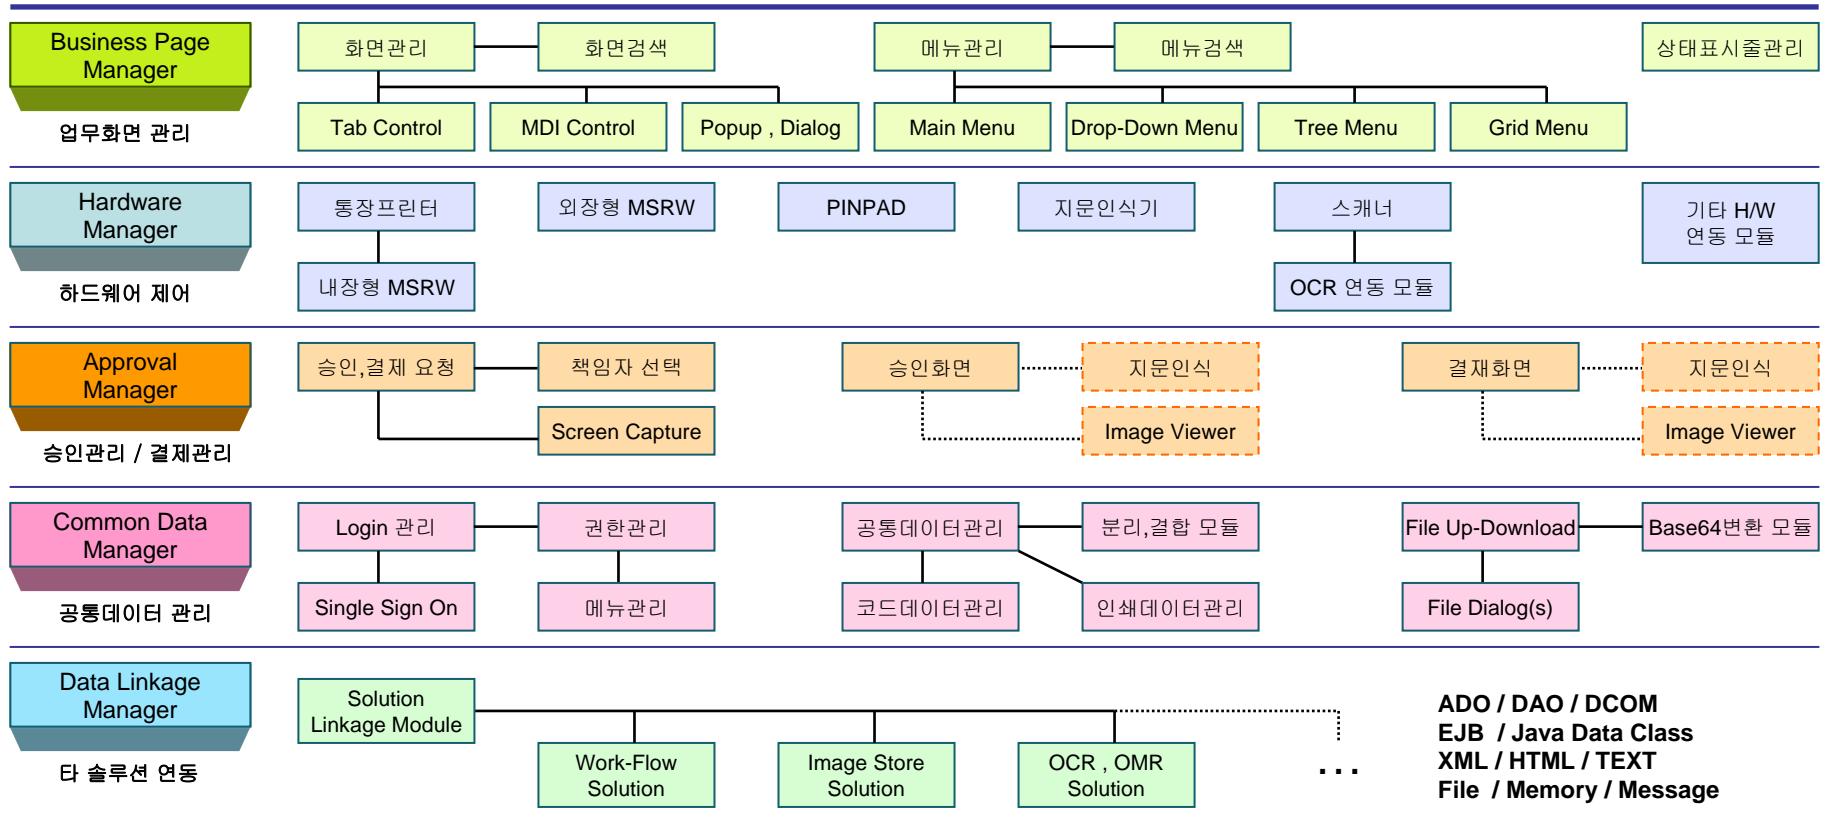 Business Page
Manager
업무화면 관리
화면관리
화면검색
메뉴관리
메뉴검색
상태표시줄관리
Tab Control
MDI Control
Popup , Dialog
Main Menu
Drop-Down Menu
Tree Menu
Grid Menu
Hardware
Manager
하드웨어 제어
통장프린터
외장형 MSRW
PINPAD
지문인식기
스캐너
기타 H/W
연동 모듈
내장형 MSRW
OCR 연동 모듈
Approval
Manager
승인관리 / 결제관리
승인,결제 요청
책임자 선택
승인화면
지문인식
결재화면
지문인식
Screen Capture
Image Viewer
Image Viewer
Common Data
Manager
공통데이터 관리
Login 관리
권한관리
공통데이터관리
분리,결합 모듈
File Up-Download
Base64변환 모듈
Single Sign On
메뉴관리
코드데이터관리
인쇄데이터관리
File Dialog(s)
Data Linkage
Manager
타 솔루션 연동
Solution
Linkage Module
Work-Flow
Solution
Image Store
Solution
OCR , OMR
Solution
...
ADO / DAO / DCOM
EJB / Java Data Class
XML / HTML / TEXT
File / Memory / Message